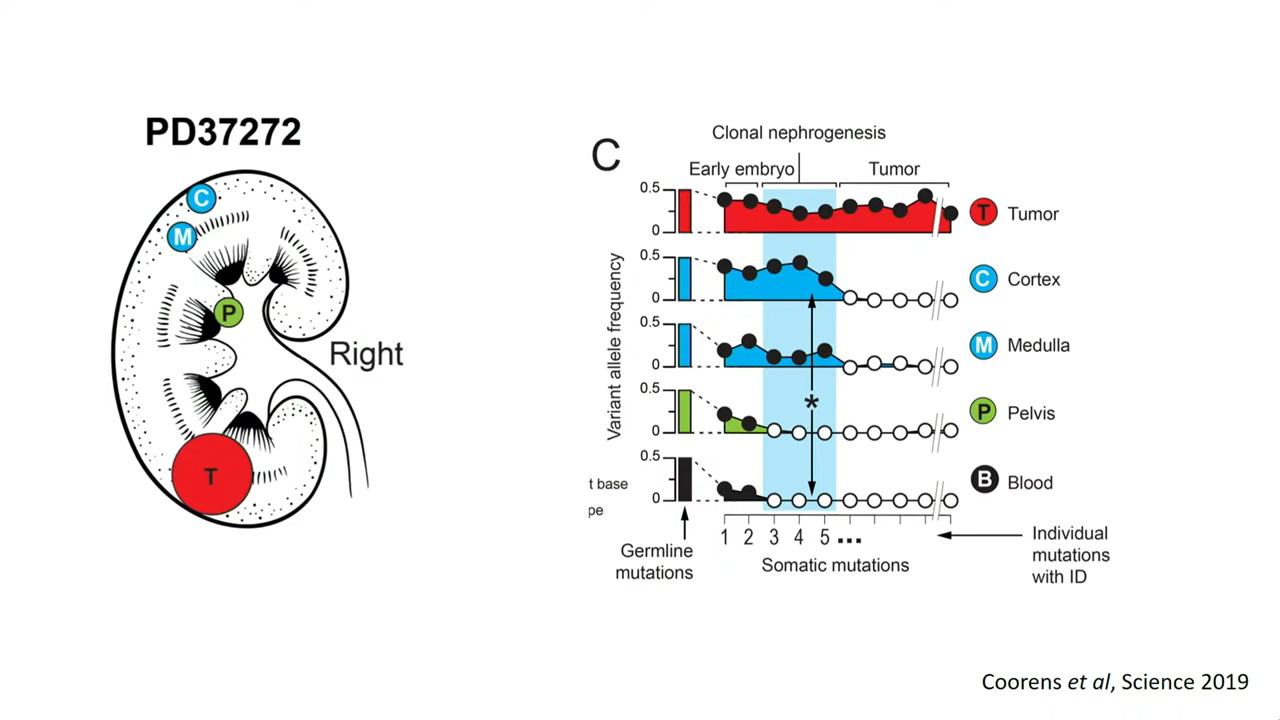 PD37272
C
M
P
Right
T
C
Clonal nephrogenesis
Early embryo
Tumor
Variant allele frequency
0.5
0
T Tumor
0.5
0
C Cortex
0.5
0
M Medulla
0.5
0
P Pelvis
*
0.5
0
B Blood
t base
pe
1 2 3 4 5 ...
Germline
mutations
Somatic mutations
Individual
mutations
with ID
Coorens et al, Science 2019